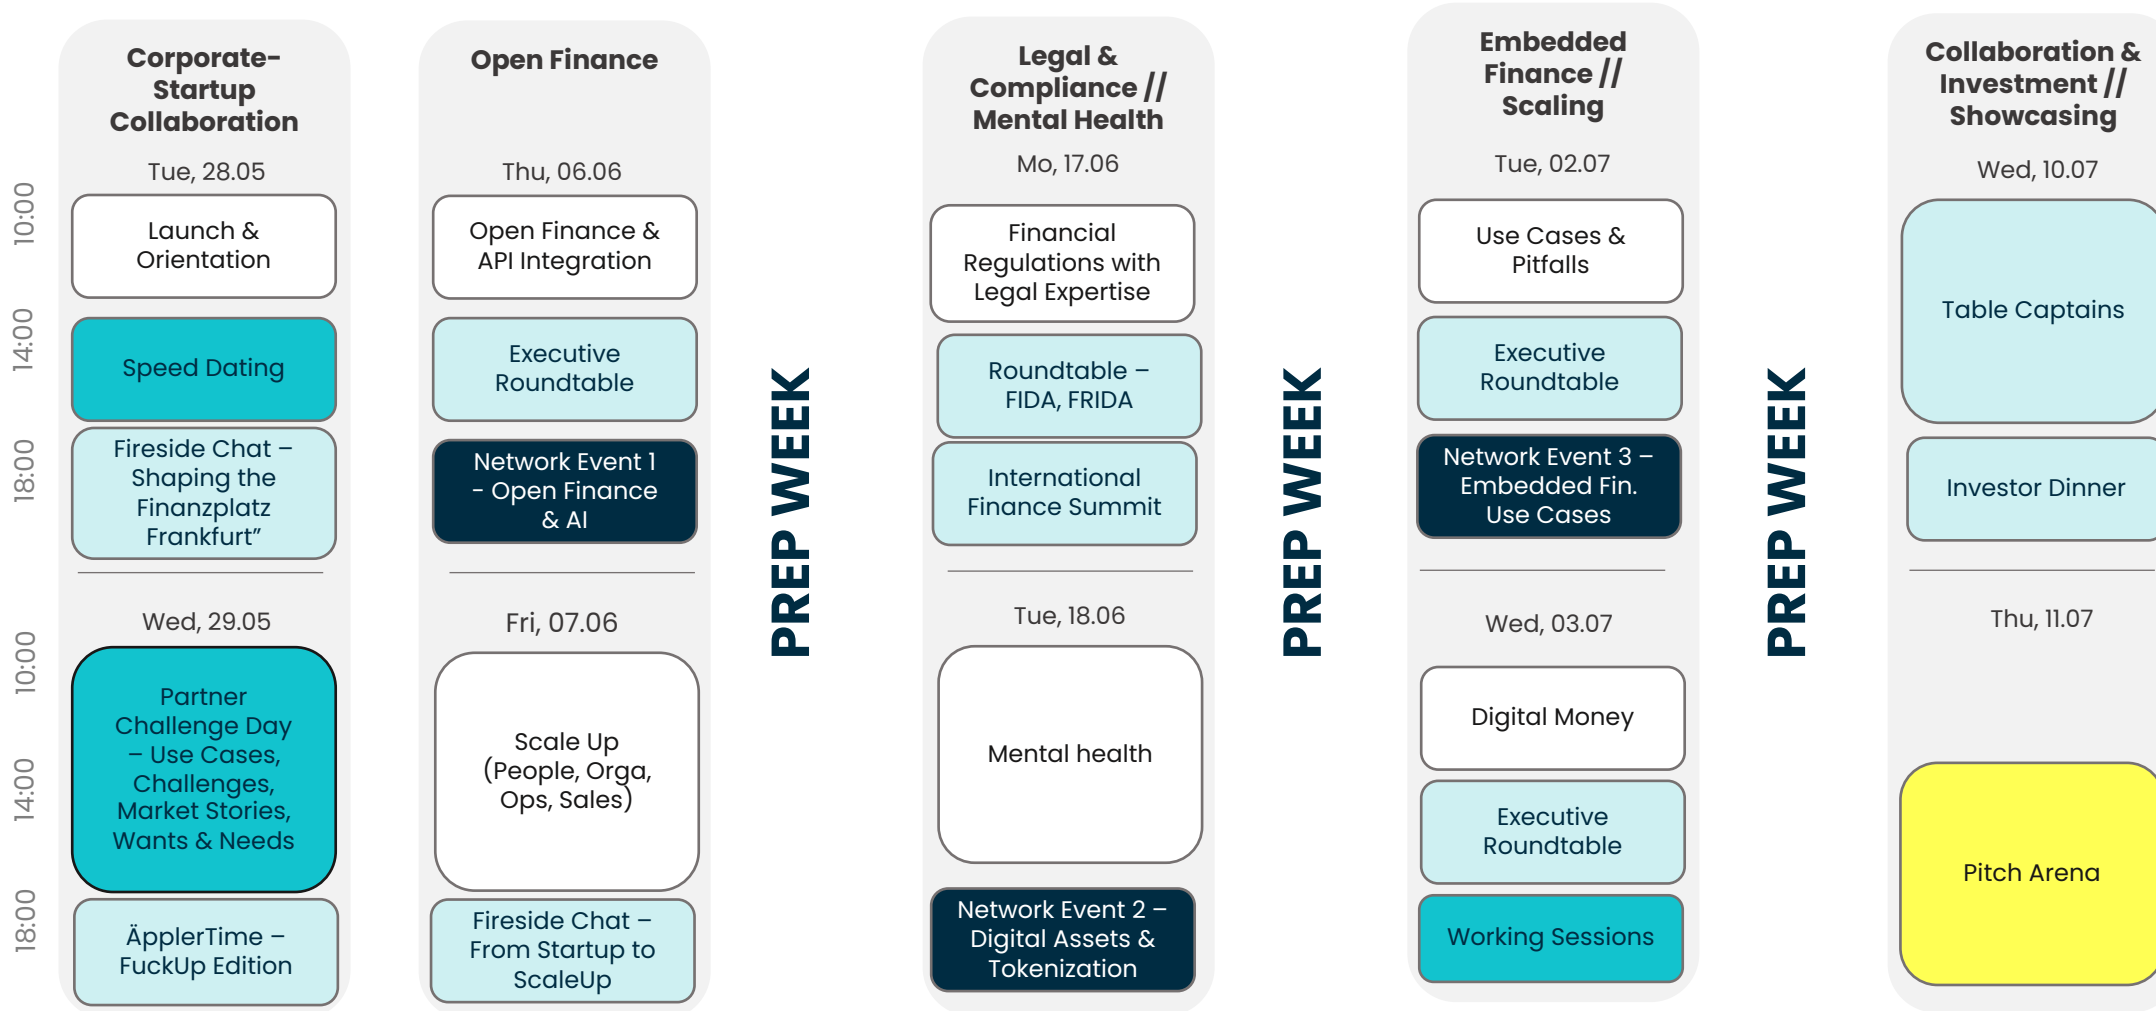 Corporate-
Startup
Collaboration
Tue, 28.05
10:00
Launch &
Orientation
14:00
Speed Dating
18:00
Fireside Chat –
Shaping the
Finanzplatz
Frankfurt”
Wed, 29.05
10:00
Partner
Challenge Day
– Use Cases,
Challenges,
Market Stories,
Wants & Needs
14:00
18:00
ÄpplerTime –
FuckUp Edition
Open Finance
Thu, 06.06
Open Finance &
API Integration
Executive
Roundtable
Network Event 1
- Open Finance
& AI
Fri, 07.06
Scale Up
(People, Orga,
Ops, Sales)
Fireside Chat –
From Startup to
ScaleUp
PREP WEEK
Legal &
Compliance //
Mental Health
Mo, 17.06
Financial
Regulations with
Legal Expertise
Roundtable –
FIDA, FRIDA
International
Finance Summit
Tue, 18.06
Mental health
Network Event 2 –
Digital Assets &
Tokenization
PREP WEEK
Embedded
Finance //
Scaling
Tue, 02.07
Use Cases &
Pitfalls
Executive
Roundtable
Network Event 3 –
Embedded Fin.
Use Cases
Wed, 03.07
Digital Money
Executive
Roundtable
Working Sessions
PREP WEEK
Collaboration &
Investment //
Showcasing
Wed, 10.07
Table Captains
Investor Dinner
Thu, 11.07
Pitch Arena